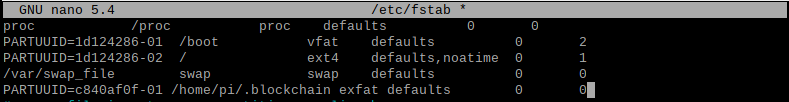 GNU nano 5.4 /etc/fstab *
proc /proc proc defaults 0 0
PARTUUID=1d124286-01 /boot vfat defaults 0 2
PARTUUID=1d124286-02 / ext4 defaults,noatime 0 1
/var/swap_file swap swap defaults 0 0
PARTUUID=c840af0f-01 /home/pi/.blockchain exfat defaults 0 0